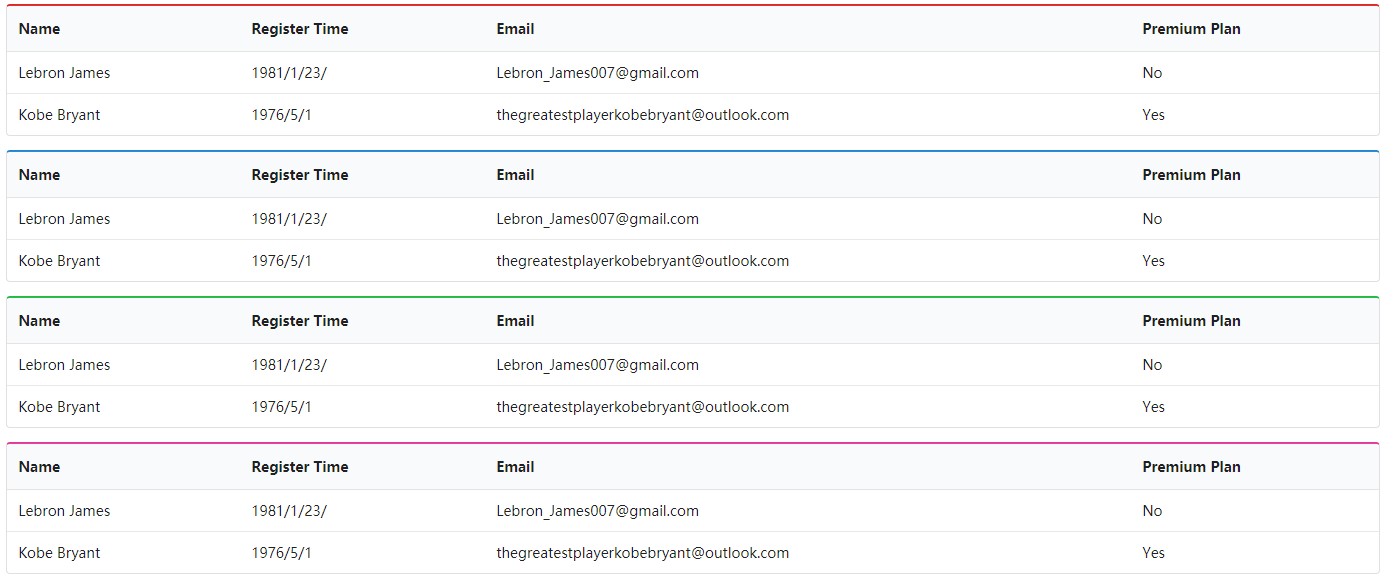 Name Register Time Email Premium Plan
Lebron James 1981/1/23/ Lebron_James007@gmail.com No
Kobe Bryant 1976/5/1 thegreatestplayerkobebryant@outlook.com Yes
Name Register Time Email Premium Plan
Lebron James 1981/1/23/ Lebron_James007@gmail.com No
Kobe Bryant 1976/5/1 thegreatestplayerkobebryant@outlook.com Yes
Name Register Time Email Premium Plan
Lebron James 1981/1/23/ Lebron_James007@gmail.com No
Kobe Bryant 1976/5/1 thegreatestplayerkobebryant@outlook.com Yes
Name Register Time Email Premium Plan
Lebron James 1981/1/23/ Lebron_James007@gmail.com No
Kobe Bryant 1976/5/1 thegreatestplayerkobebryant@outlook.com Yes